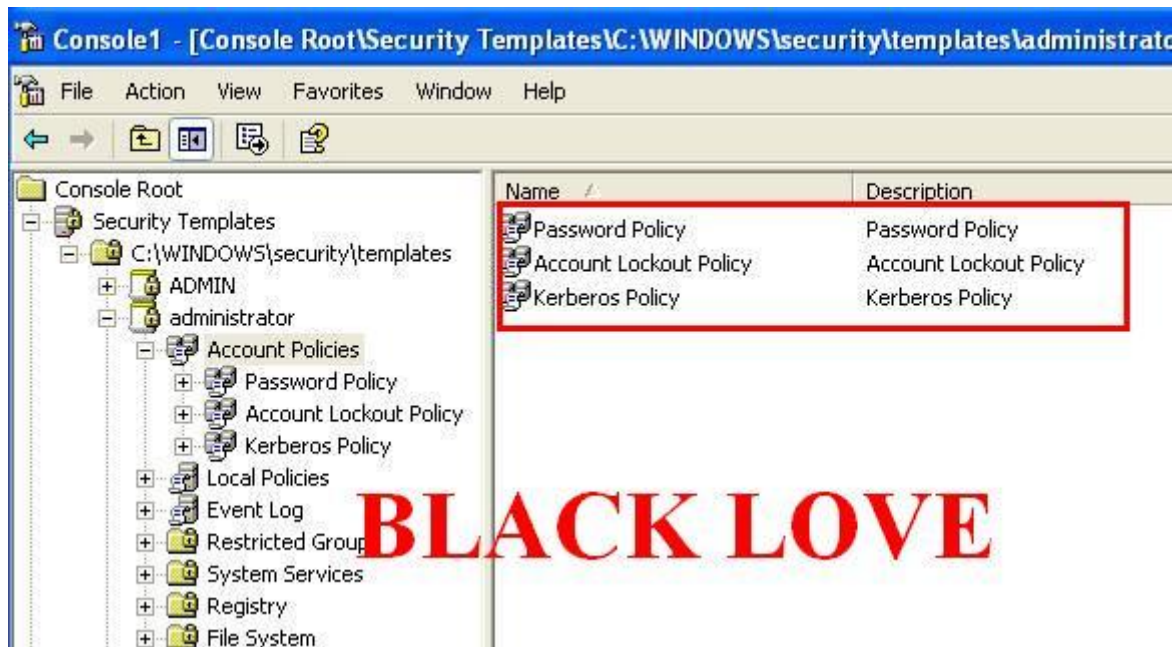 Console1 - [Console Root\Security Templates\C:\WINDOWS\security\templates\administrato
File Action View Favorites Window Help
Console Root
Security Templates
C:\WINDOWS\security\templates
ADMIN
administrator
Account Policies
Password Policy
Account Lockout Policy
Kerberos Policy
Local Policies
Event Log
Restricted Group
System Services
Registry
File System
Name Description
Password Policy Password Policy
Account Lockout Policy Account Lockout Policy
Kerberos Policy Kerberos Policy
BLACK LOVE